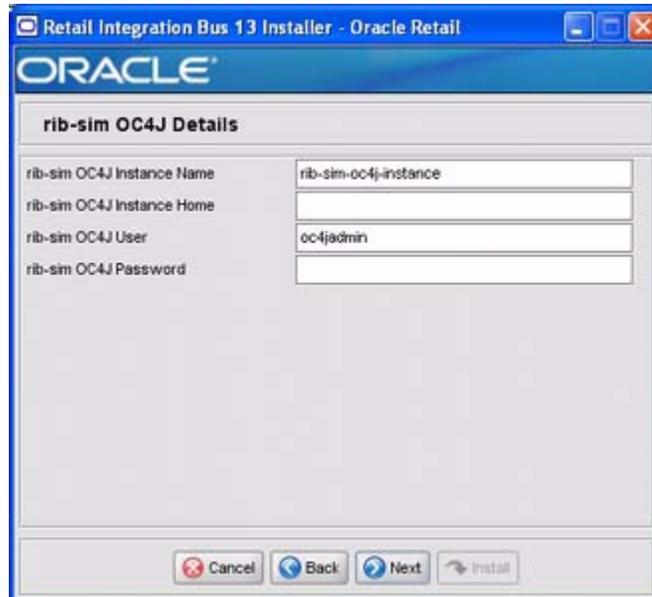 Retail Integration Bus 13 Installer - Oracle Retail
ORACLE'
rib-sim OC4J Details
rib-sim OC4J Instance Name rib-sim-oc4j-instance
rib-sim OC4J Instance Home
rib-sim OC4J User oc4jadmin
rib-sim OC4J Password
Cancel Back Next Install